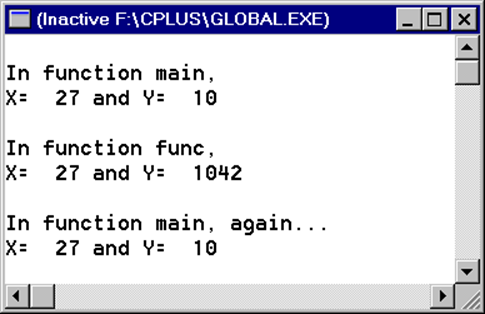 (Inactive F:\CPLUS\GLOBAL.EXE)
In function main,
X=  27 and Y=  10
In function func,
X=  27 and Y=  1042
In function main, again...
X=  27 and Y=  10